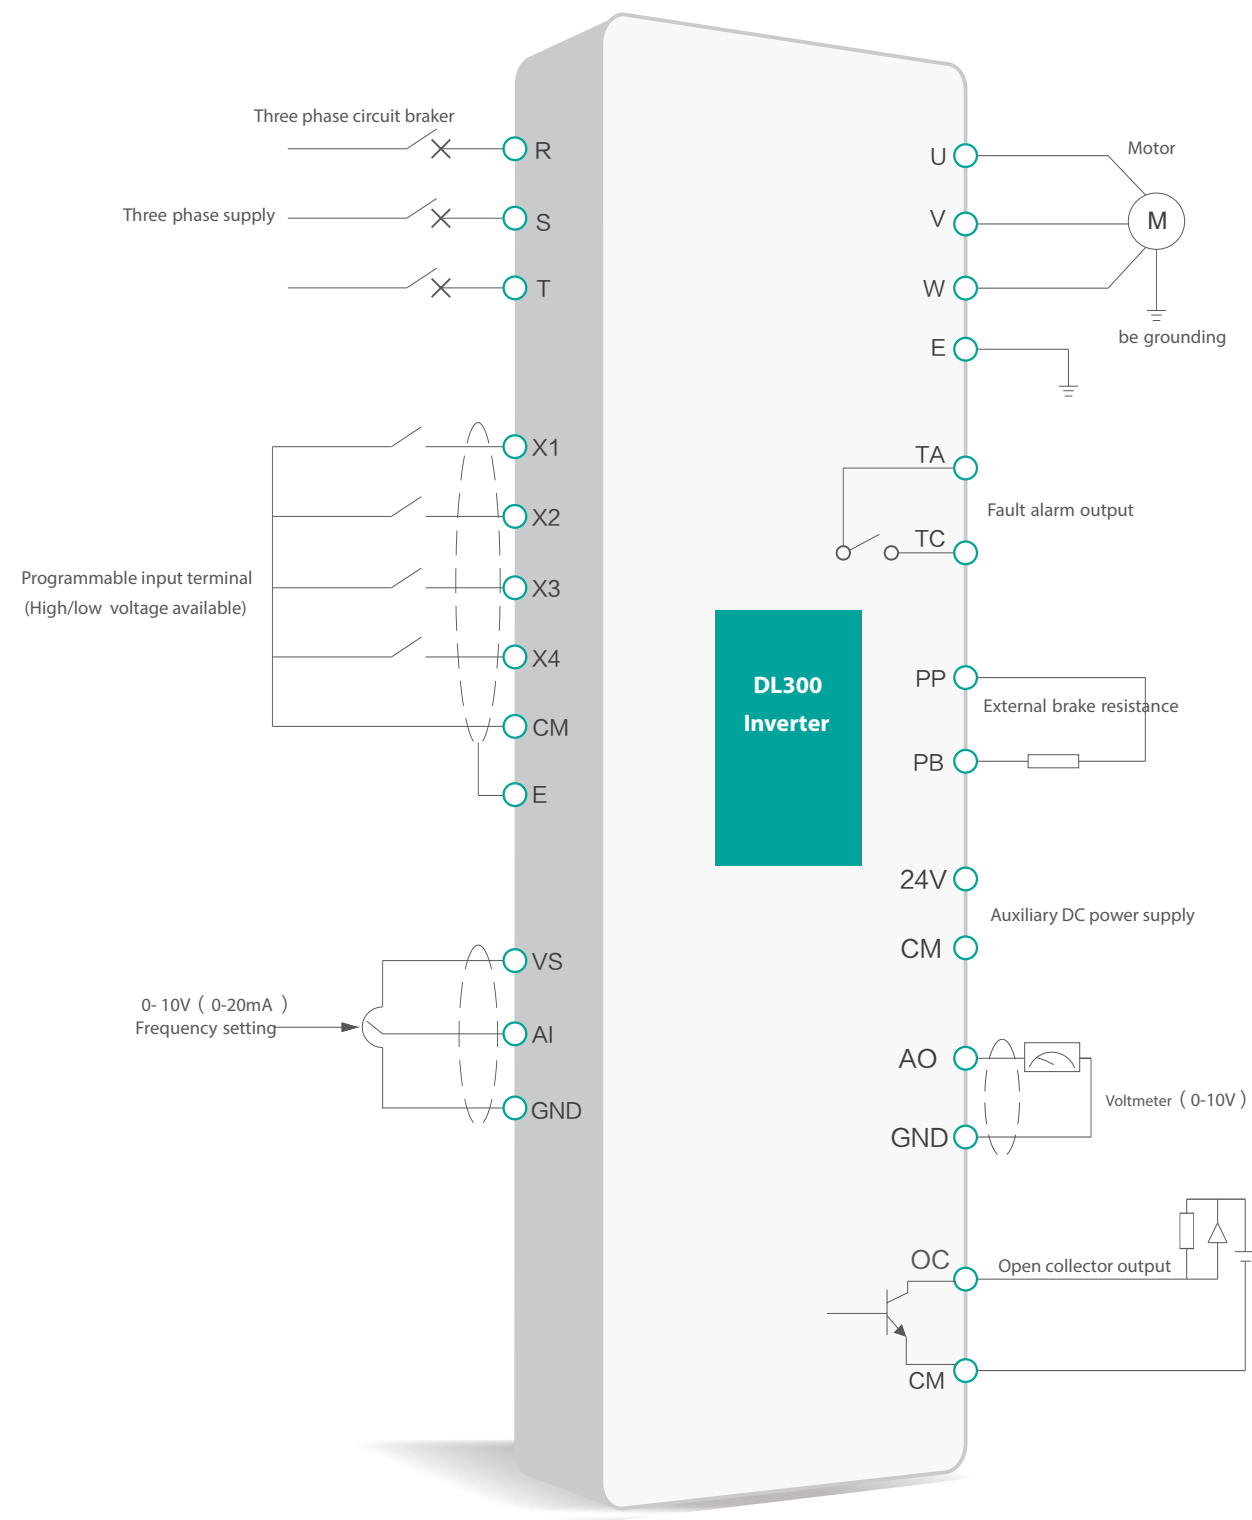 Three phase circuit braker
R
Three phase supply
S
T
X1
X2
X3
Programmable input terminal
(High/low voltage available)
X4
CM
E
VS
0- 10V ( 0-20mA )
Frequency setting
AI
GND
DL300
Inverter
U
Motor
V
M
W
be grounding
E
TA
Fault alarm output
TC
PP
External brake resistance
PB
24V
Auxiliary DC power supply
CM
AO
Voltmeter ( 0-10V )
GND
OC
Open collector output
CM